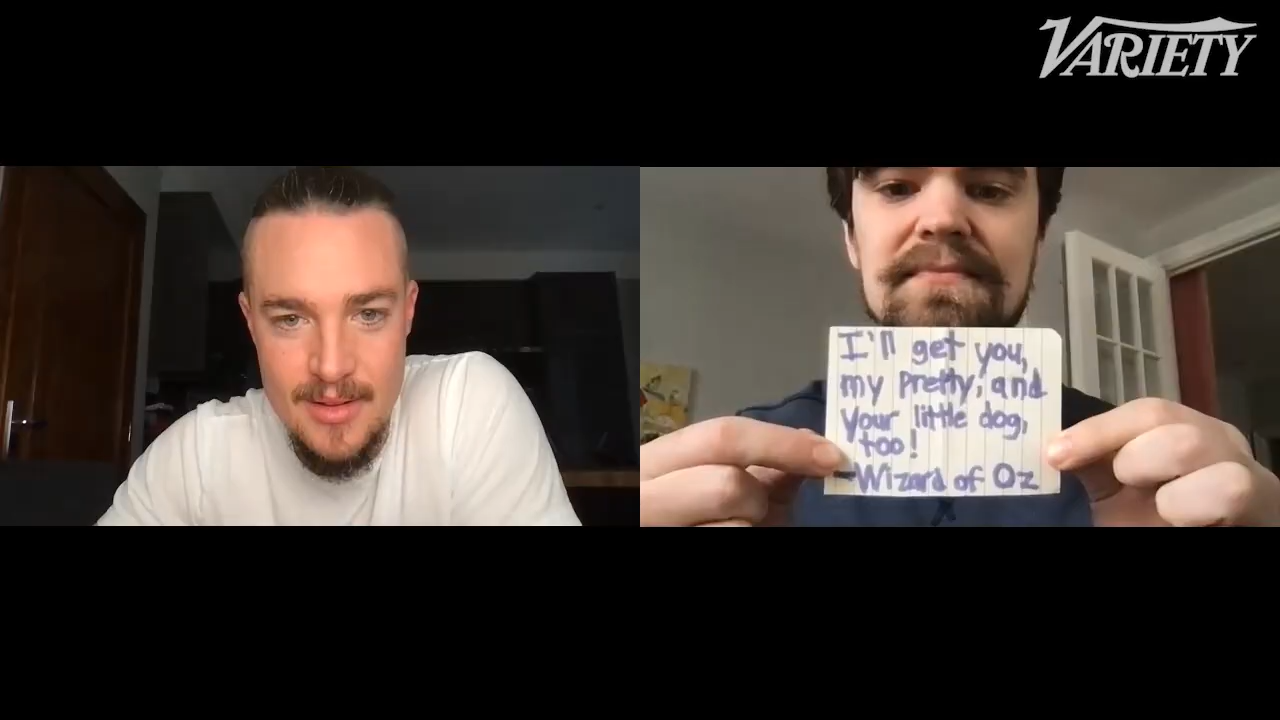 VARIETY
I'll get you,
my pretty; and
your little dog,
too!
-Wizard of Oz